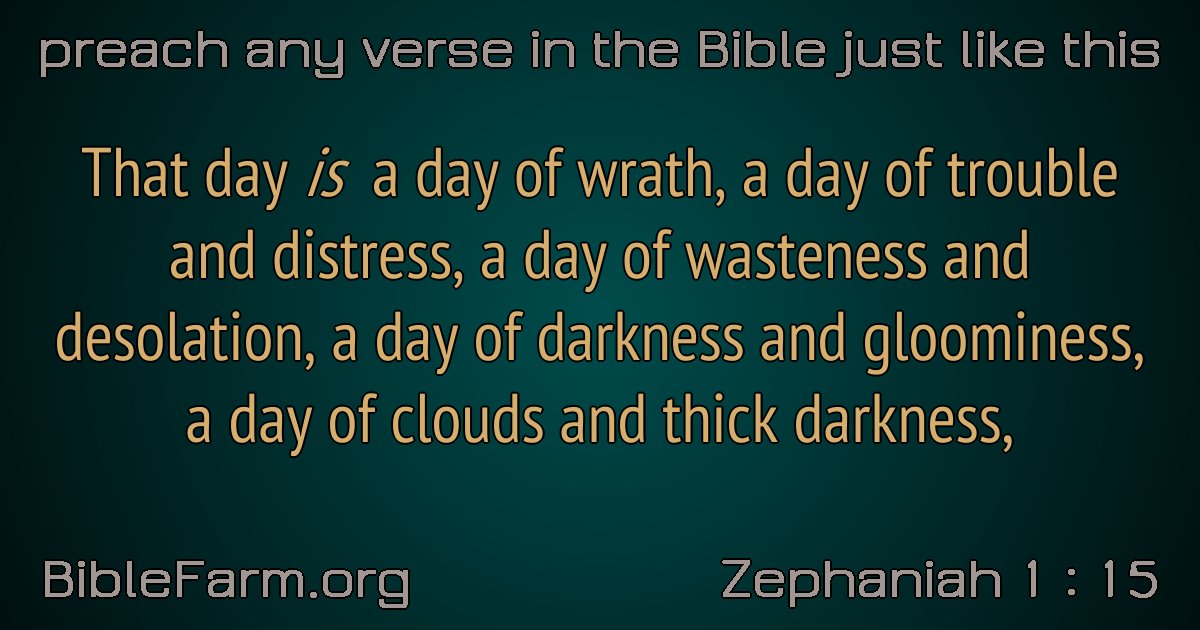 preach any verse in the Bible just like this
That day is a day of wrath, a day of trouble
and distress, a day of wasteness and
desolation, a day of darkness and gloominess,
a day of clouds and thick darkness,
BibleFarm.org
Zephaniah 1 : 15